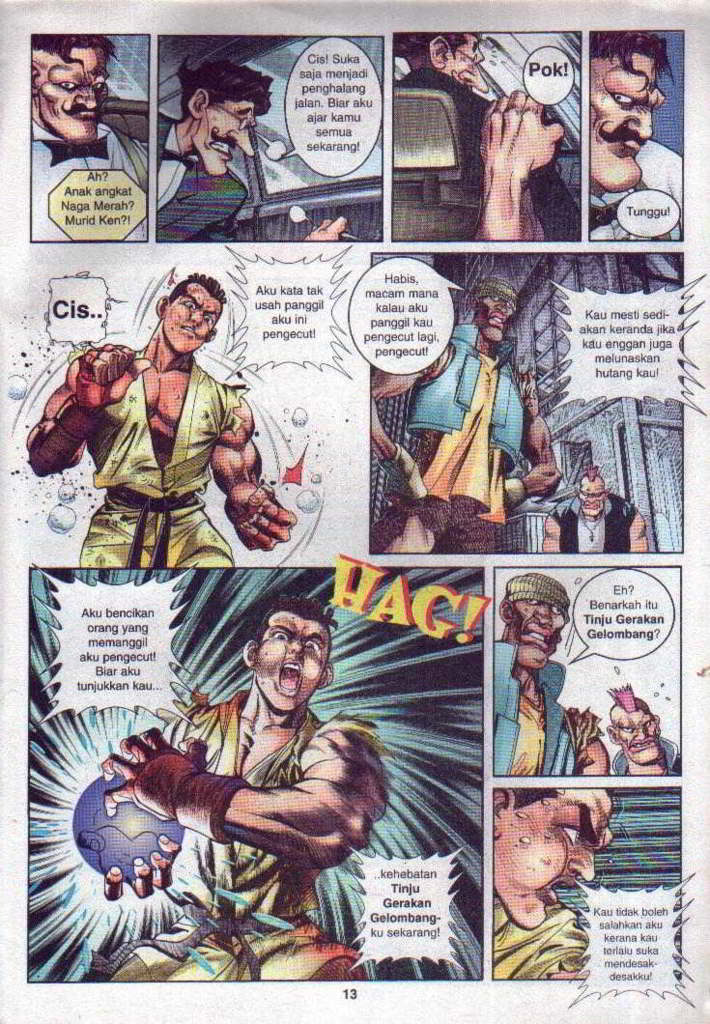 Ah?
Anak angkat
Naga Merah?
Murid Ken?!
Cis! Suka
saja menjadi
penghalang
jalan. Biar aku
ajar kamu
semua
sekarang!
Pok!
Tunggu!
Cis..
Aku kata tak
usah panggil
aku ini
pengecut!
Habis,
macam mana
kalau aku
panggil kau
pengecut lagi,
pengecut!
Kau mesti sedi-
akan keranda jika
kau enggan juga
melunaskan
hutang kau!
Aku bencikan
orang yang
memanggil
aku pengecut!
Biar aku
tunjukkan kau...
HAG!
..kehebatan
Tinju
Gerakan
Gelombang-
ku sekarang!
Eh?
Benarkah itu
Tinju Gerakan
Gelombang?
Kau tidak boleh
salahkan aku
kerana kau
terlalu suka
mendesak-
desakku!
13